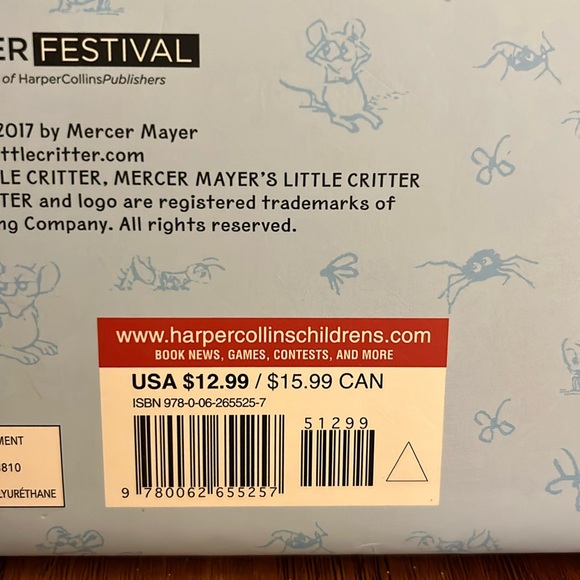 ER FESTIVAL
of HarperCollinsPublishers
2017 by Mercer Mayer
ttlecritter.com
LE CRITTER, MERCER MAYER'S LITTLE CRITTER
TER and logo are registered trademarks of
ng Company. All rights reserved.
www.harpercollinschildrens.com
BOOK NEWS, GAMES, CONTESTS, AND MORE
USA $12.99 / $15.99 CAN
ISBN 978-0-06-265525-7
51299
9 780062 655257
MENT
810
LYURÉTHANE